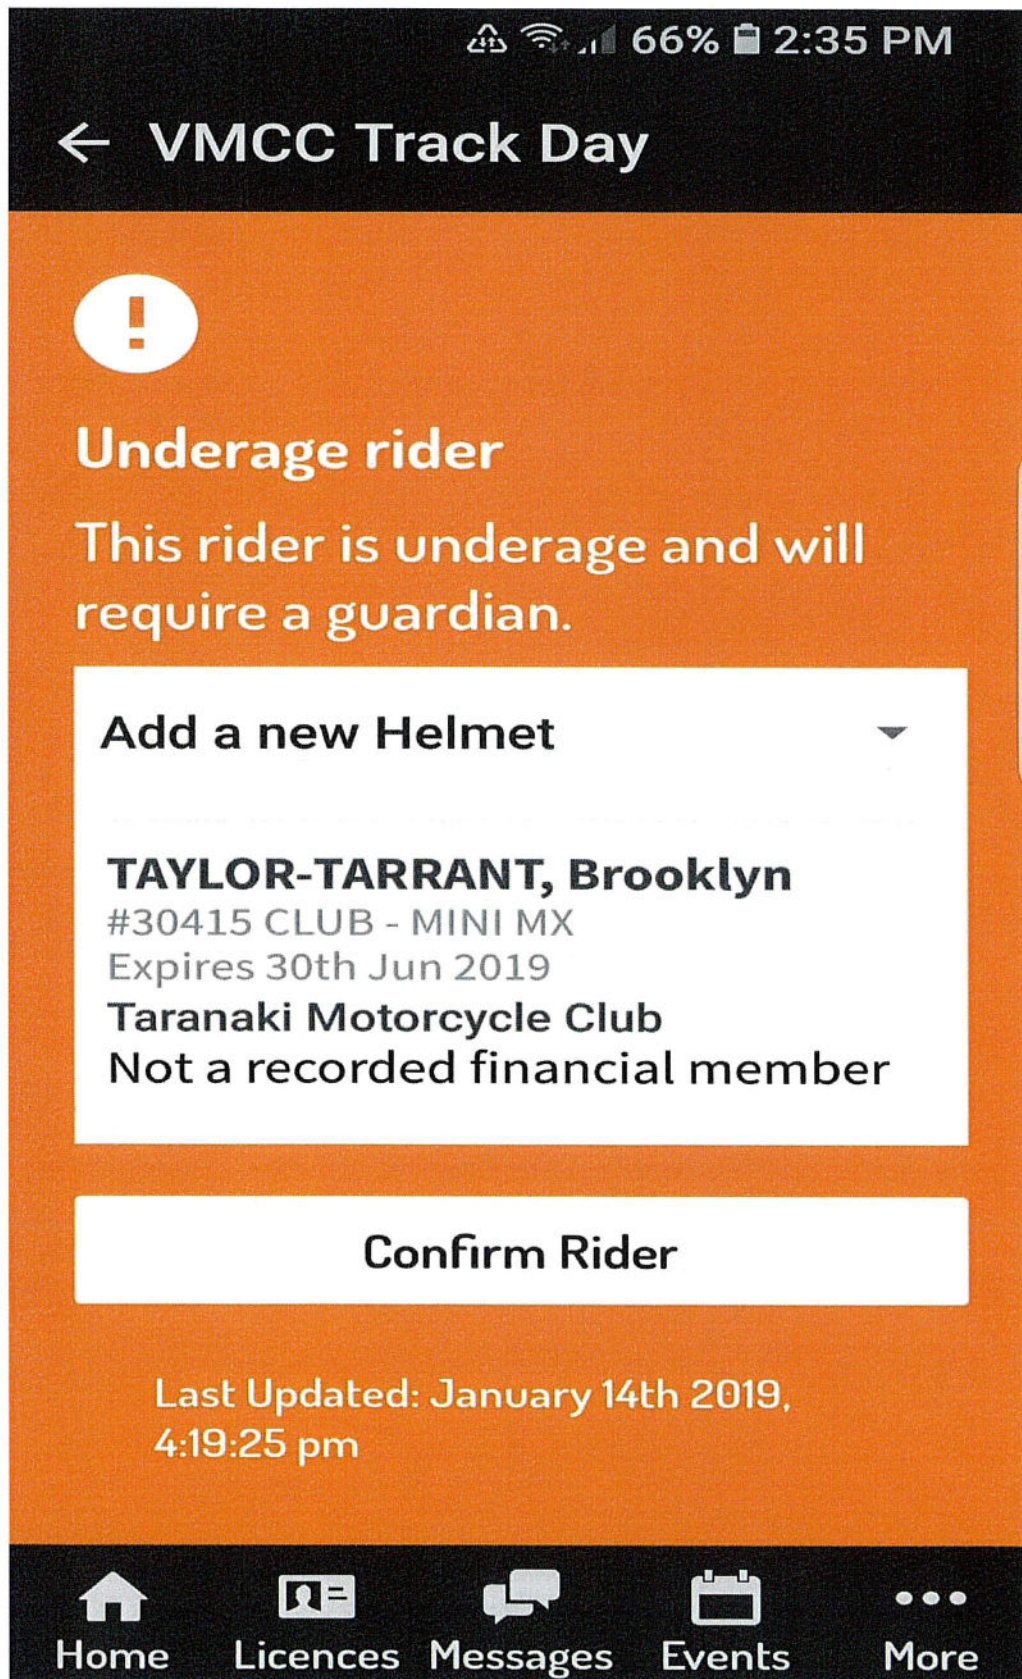 66% 2:35 PM
← VMCC Track Day
!
Underage rider
This rider is underage and will
require a guardian.
Add a new Helmet
TAYLOR-TARRANT, Brooklyn
#30415 CLUB - MINI MX
Expires 30th Jun 2019
Taranaki Motorcycle Club
Not a recorded financial member
Confirm Rider
Last Updated: January 14th 2019,
4:19:25 pm
Home Licences Messages Events More